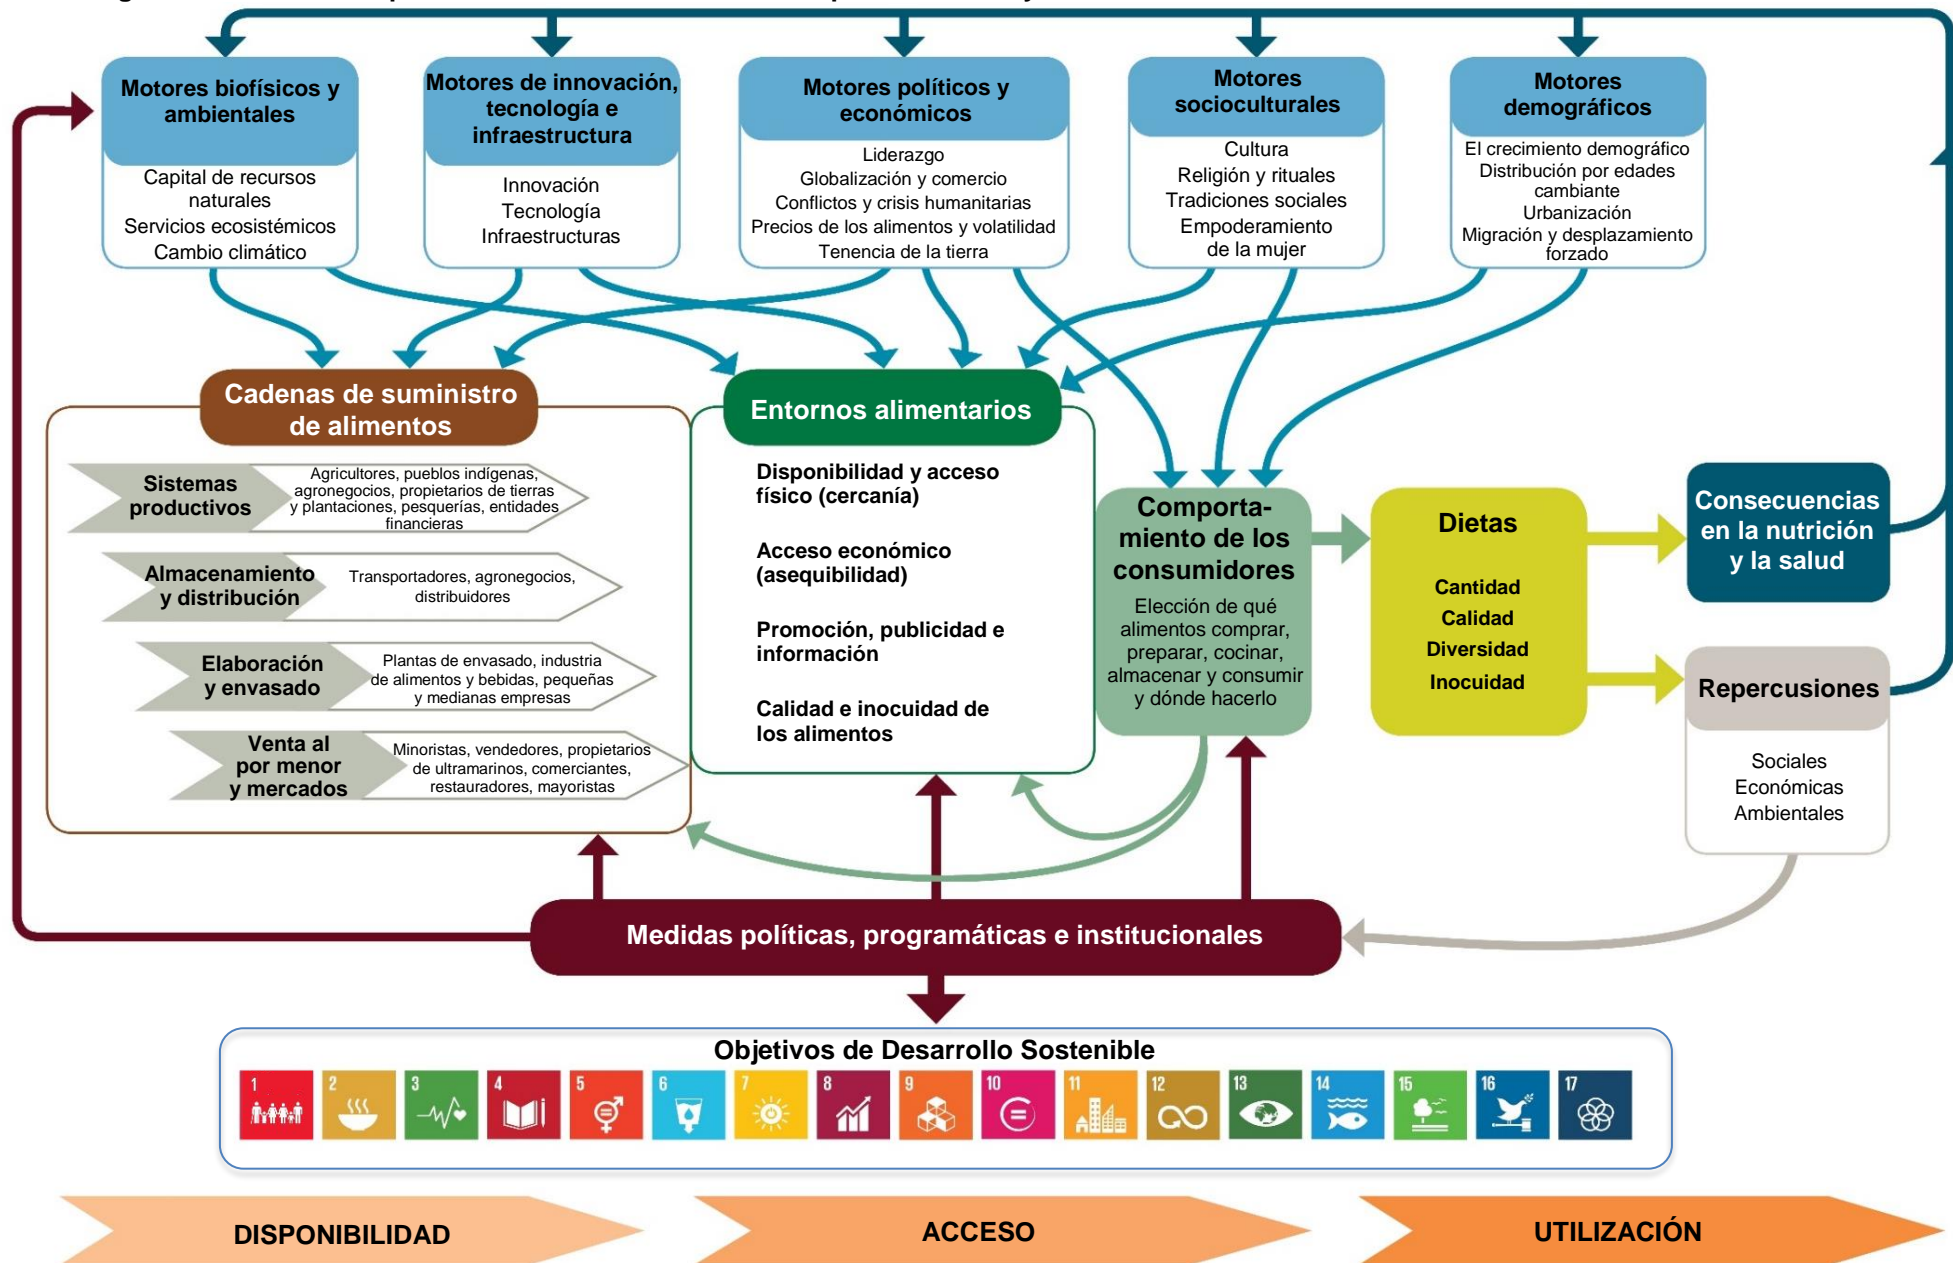 Motores biofísicos y
ambientales
Capital de recursos
naturales
Servicios ecosistémicos
Cambio climático
Motores de innovación,
tecnología e
infraestructura
Innovación
Tecnología
Infraestructuras
Motores políticos y
económicos
Liderazgo
Globalización y comercio
Conflictos y crisis humanitarias
Precios de los alimentos y volatilidad
Tenencia de la tierra
Motores
socioculturales
Cultura
Religión y rituales
Tradiciones sociales
Empoderamiento
de la mujer
Motores
demográficos
El crecimiento demográfico
Distribución por edades
cambiante
Urbanización
Migración y desplazamiento
forzado
Cadenas de suministro
de alimentos
Sistemas
productivos
Agricultores, pueblos indígenas,
agronegocios, propietarios de tierras
y plantaciones, pesquerías, entidades
financieras
Almacenamiento
y distribución
Transportadores, agronegocios,
distribuidores
Elaboración
y envasado
Plantas de envasado, industria
de alimentos y bebidas, pequeñas
y medianas empresas
Venta al
por menor
y mercados
Minoristas, vendedores, propietarios
de ultramarinos, comerciantes,
restauradores, mayoristas
Entornos alimentarios
Disponibilidad y acceso
físico (cercanía)
Acceso económico
(asequibilidad)
Promoción, publicidad e
información
Calidad e inocuidad de
los alimentos
Comporta-
miento de los
consumidores
Elección de qué
alimentos comprar,
preparar, cocinar,
almacenar y consumir
y dónde hacerlo
Dietas
Cantidad
Calidad
Diversidad
Inocuidad
Consecuencias
en la nutrición
y la salud
Repercusiones
Sociales
Económicas
Ambientales
Medidas políticas, programáticas e institucionales
Objetivos de Desarrollo Sostenible
1 2 3 4 5 6 7 8 9 10 11 12 13 14 15 16 17
DISPONIBILIDAD
ACCESO
UTILIZACIÓN